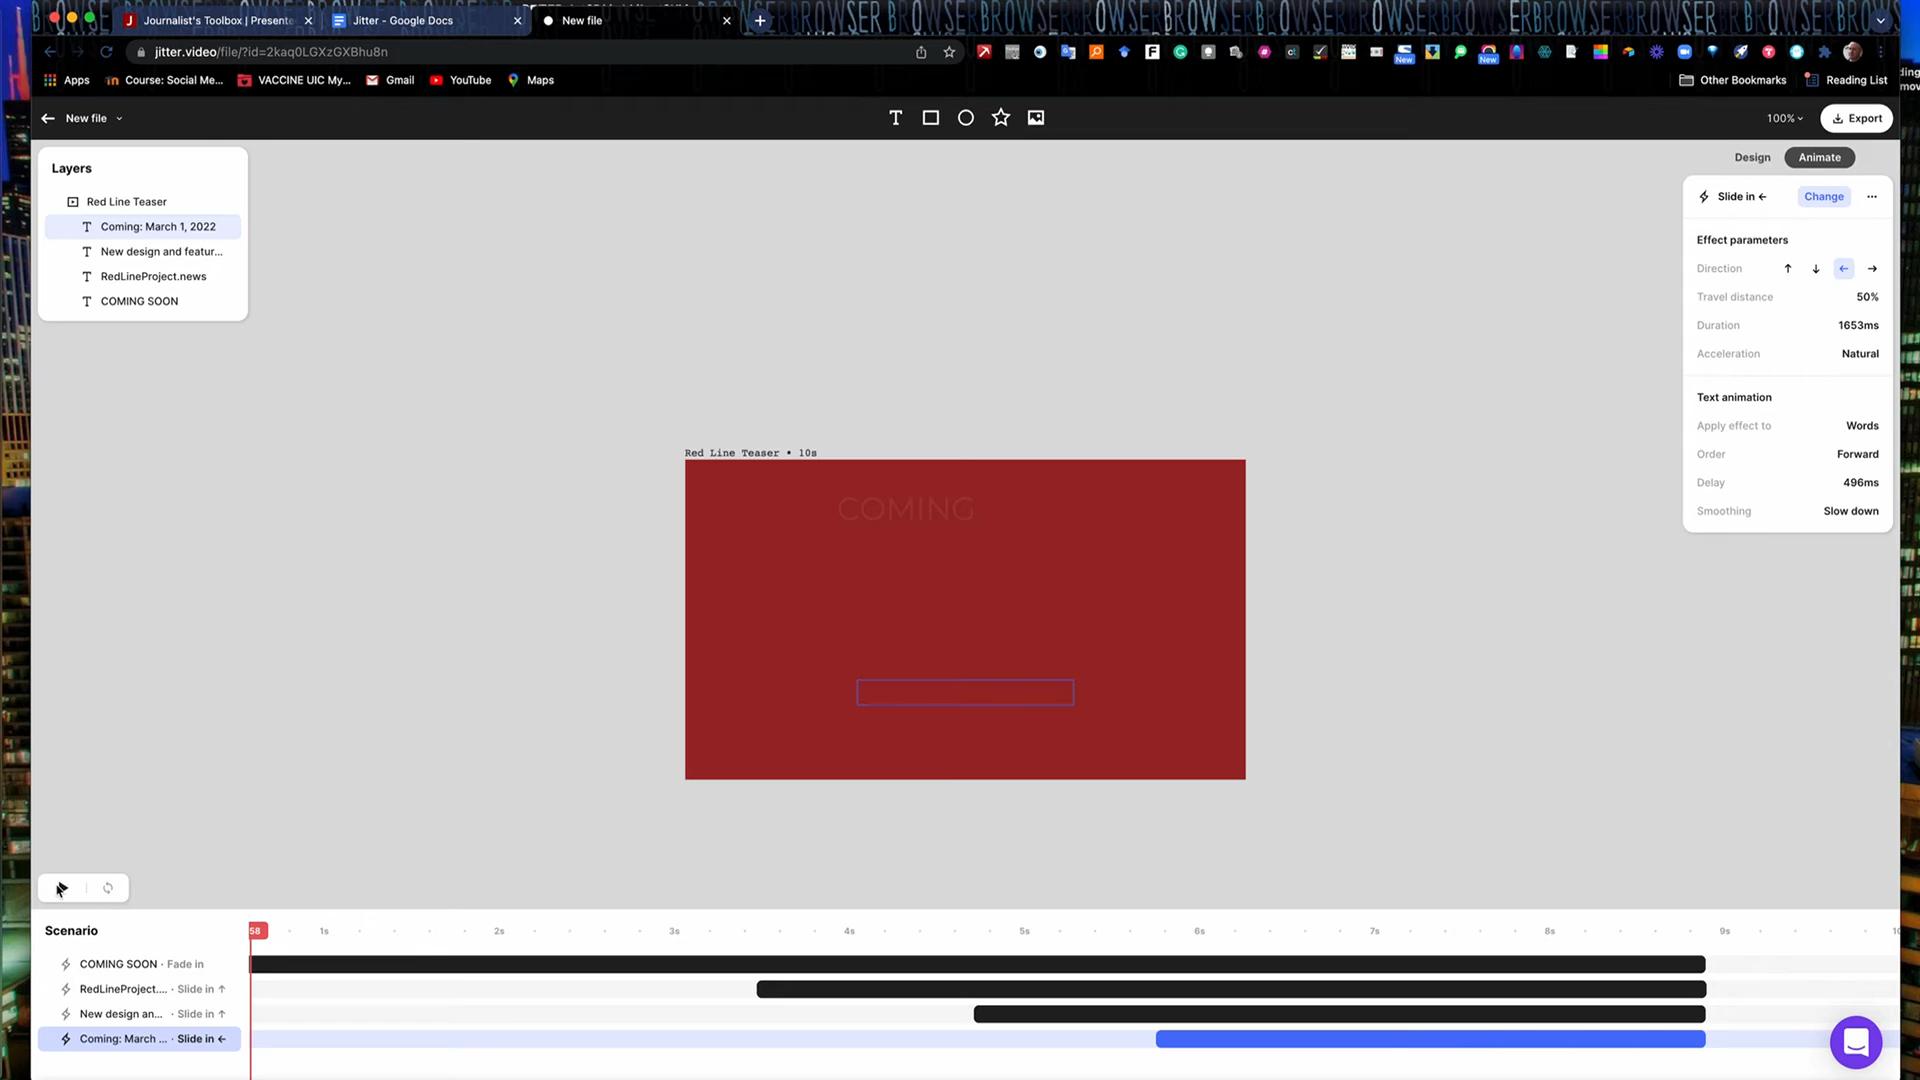 Journalist's Toolbox | Presente
Jitter - Google Docs
New file
jitter.video/file/?id=2kaq0LGXzGXBhu8n
New
New
Apps
Course: Social Me...
VACCINE UIC My...
Gmail
YouTube
Maps
Other Bookmarks
Reading List
New file
100%
Export
Layers
Red Line Teaser
Coming: March 1, 2022
New design and featur...
RedLineProject.news
COMING SOON
Design
Animate
Slide in ←
Change
...
Effect parameters
Direction ↑ ↓ ← →
Travel distance 50%
Duration 1653ms
Acceleration Natural
Text animation
Apply effect to Words
Order Forward
Delay 496ms
Smoothing Slow down
Red Line Teaser • 10s
COMING
Scenario
58 1s 2s 3s 4s 5s 6s 7s 8s 9s 10
COMING SOON · Fade in
RedLineProject.... · Slide in ↑
New design an... · Slide in ↑
Coming: March ... · Slide in ←